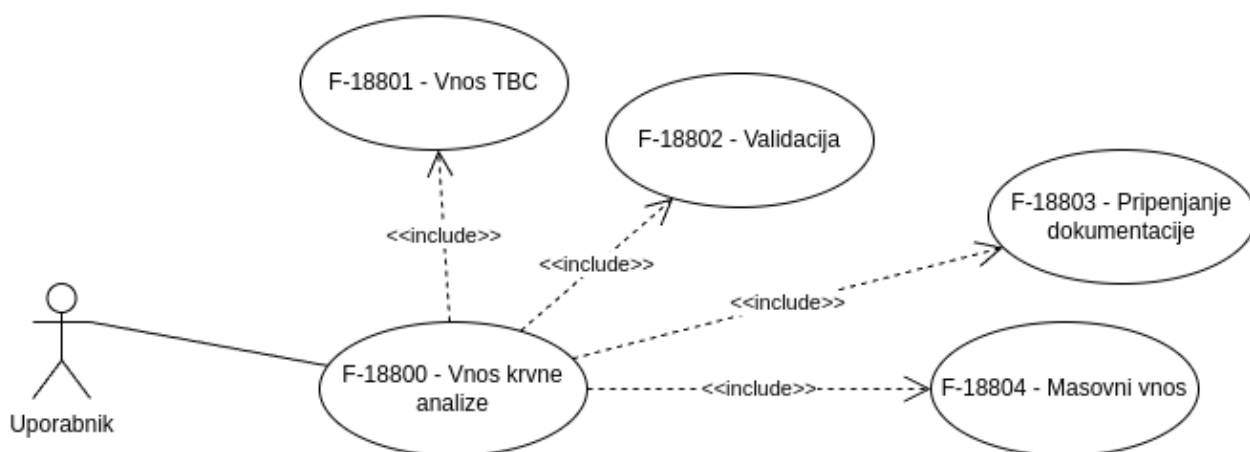 F-18801 - Vnos TBC
F-18802 - Validacija
F-18803 - Pripenjanje
dokumentacije
<<include>>
<<include>>
<<include>>
F-18800 - Vnos krvne
analize
<<include>>
F-18804 - Masovni vnos
Uporabnik